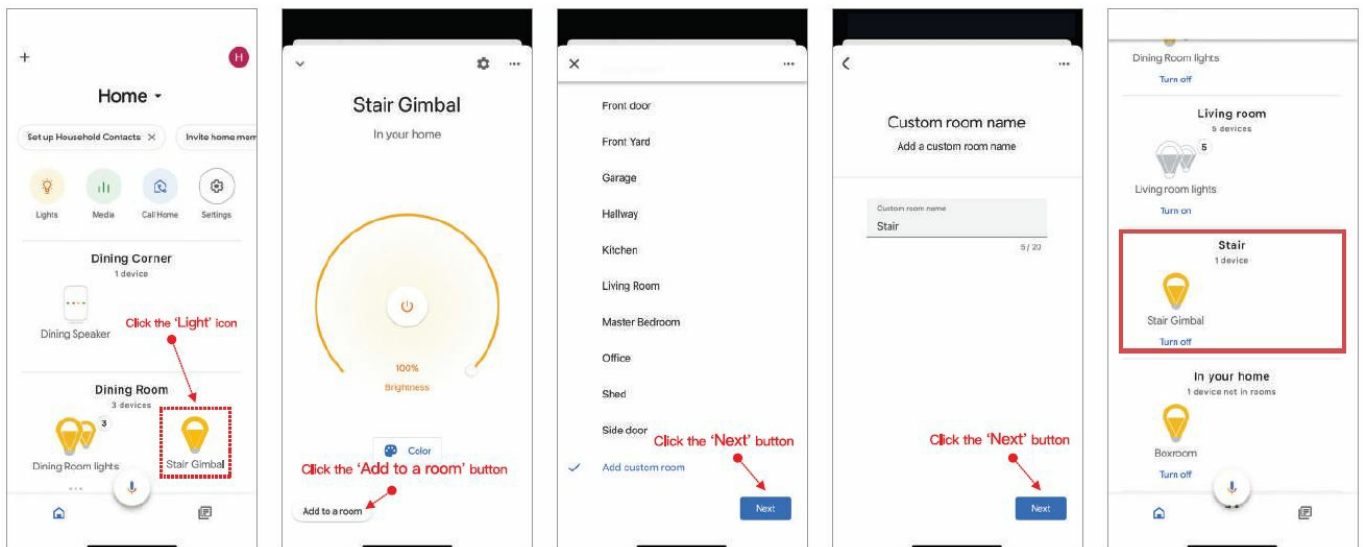 +
H
Home
Set up Household Contacts ×
Invite home mem
Lights
Media
Call Home
Settings
Dining Corner
1 device
Dining Speaker
Click the 'Light' icon
Dining Room
3 devices
3
Dining Room lights
Stair Gimbal
Stair Gimbal
In your home
100%
Brightness
Color
Click the 'Add to a room' button
Add to a room
Front door
Front Yard
Garage
Hallway
Kitchen
Living Room
Master Bedroom
Office
Shed
Side door
Click the 'Next' button
Add custom room
Next
Custom room name
Add a custom room name
Custom room name
Stair
5 / 20
Click the 'Next' button
Next
Dining Room lights
Turn off
Living room
5 devices
5
Living room lights
Turn on
Stair
1 device
Stair Gimbal
Turn off
In your home
1 device not in rooms
Boxroom
Turn off